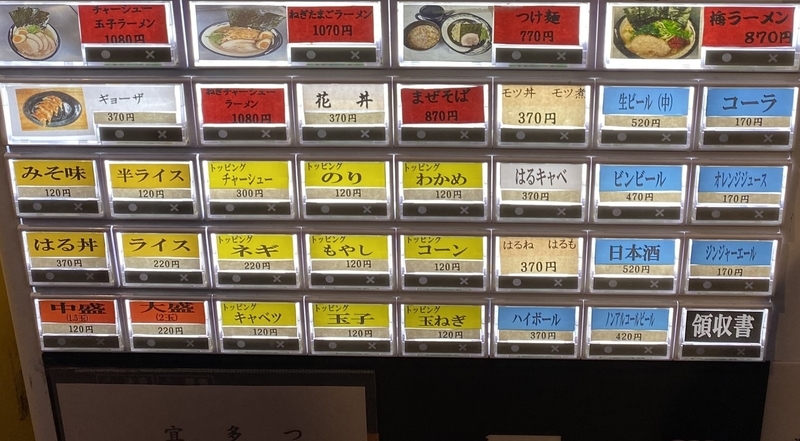 チャーシュー
玉子ラーメン
1080円
ねぎたまごラーメン
1070円
つけ麺
770円
梅ラーメン
870円
ギョーザ
370円
ねぎチャーシュー
ラーメン
1080円
花丼
370円
まぜそば
870円
モツ丼 モツ煮
370円
生ビール(中)
520円
コーラ
170円
みそ味
120円
半ライス
120円
トッピング
チャーシュー
300円
トッピング
のり
120円
トッピング
わかめ
120円
はるキャベ
370円
ビンビール
470円
オレンジジュース
170円
はる丼
370円
ライス
220円
トッピング
ネギ
220円
トッピング
もやし
120円
トッピング
コーン
120円
はるね はるも
370円
日本酒
520円
ジンジャーエール
170円
中盛
(1.5玉)
120円
大盛
(2玉)
220円
トッピング
キャベツ
120円
トッピング
玉子
120円
トッピング
玉ねぎ
120円
ハイボール
370円
ノンアルコールビール
420円
領収書
宜多つ